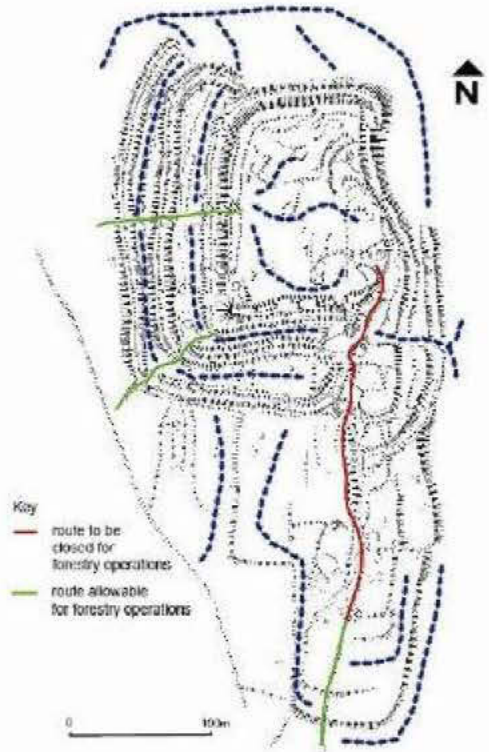 N
Key
route to be
closed for
forestry operations
route allowable
for forestry operations
0 100m